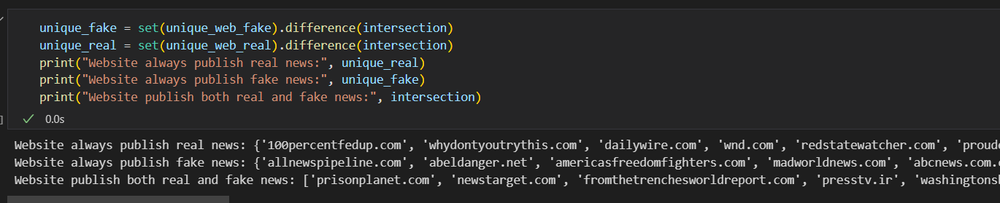 unique_fake = set(unique_web_fake).difference(intersection)
unique_real = set(unique_web_real).difference(intersection)
print("Website always publish real news:", unique_real)
print("Website always publish fake news:", unique_fake)
print("Website publish both real and fake news:", intersection)
] 0.0s
Website always publish real news: {'100percentfedup.com', 'whydontyoutrythis.com', 'dailywire.com', 'wnd.com', 'redstatewatcher.com', 'proude
Website always publish fake news: {'allnewspipeline.com', 'abeldanger.net', 'americasfreedomfighters.com', 'madworldnews.com', 'abcnews.com.c
Website publish both real and fake news: ['prisonplanet.com', 'newstarget.com', 'fromthetrenchesworldreport.com', 'presstv.ir', 'washingtons